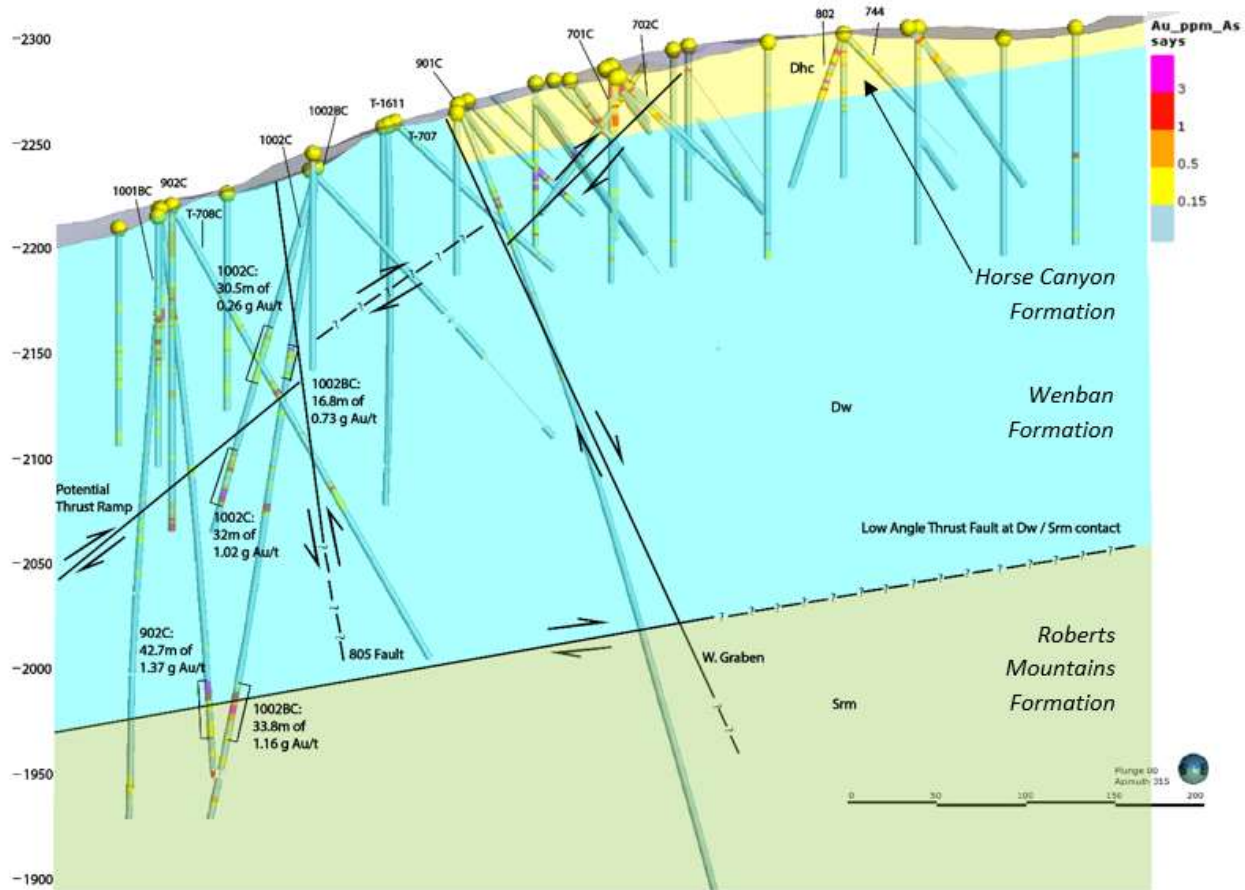 Au_ppm_As
says
3
1
0.5
0.15
2300
2250
2200
2150
2100
2050
2000
1950
1900
802
744
701C
702C
Dhc
901C
1002BC
T-1611
1002C
T-707
902C
1001BC
T-708C
1002C:
30.5m of
0.26 g Au/t
Horse Canyon
Formation
1002BC:
16.8m of
0.73 g Au/t
Dw
Wenban
Formation
Potential
Thrust Ramp
1002C:
32m of
1.02 g Au/t
Low Angle Thrust Fault at Dw / Srm contact
902C:
42.7m of
1.37 g Au/t
805 Fault
W. Graben
Roberts
Mountains
Formation
Srm
1002BC:
33.8m of
1.16 g Au/t
Plunge 00
Azimuth 315
0 50 100 150 200